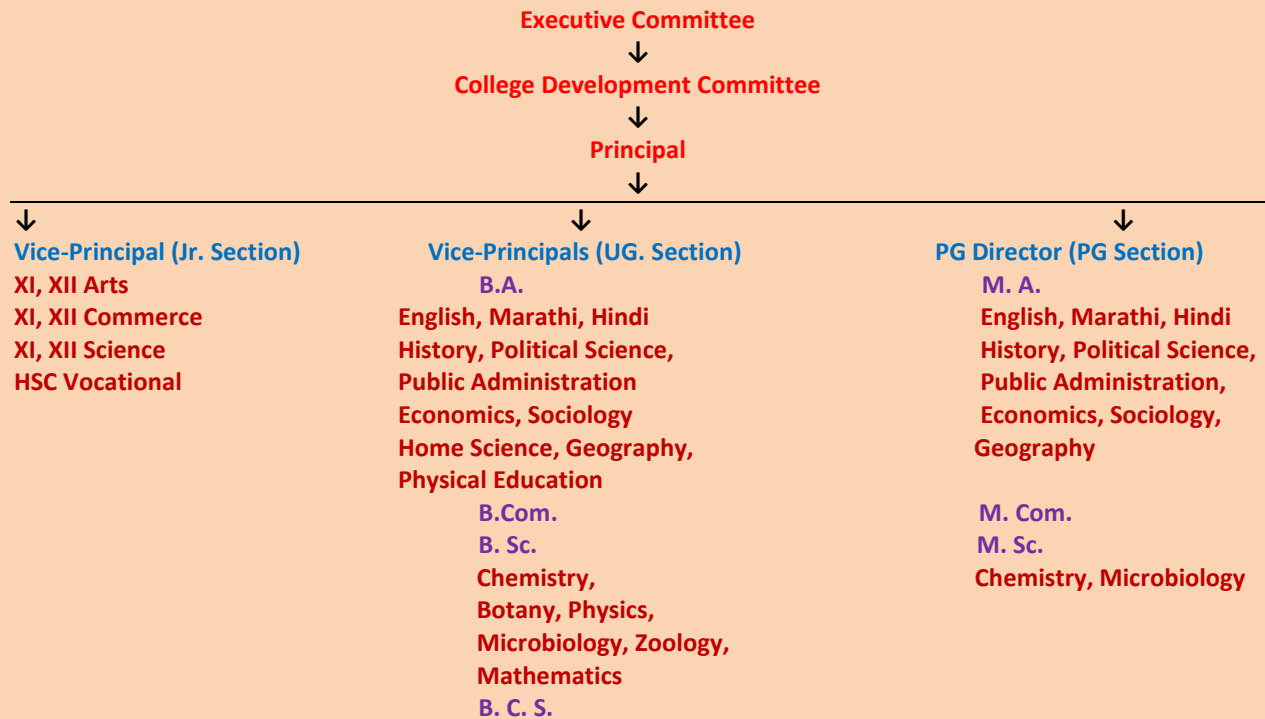 Executive Committee
↓
College Development Committee
↓
Principal
↓
↓ ↓ ↓
Vice-Principal (Jr. Section)
XI, XII Arts
XI, XII Commerce
XI, XII Science
HSC Vocational
Vice-Principals (UG. Section)
B.A.
English, Marathi, Hindi
History, Political Science,
Public Administration
Economics, Sociology
Home Science, Geography,
Physical Education
B.Com.
B. Sc.
Chemistry,
Botany, Physics,
Microbiology, Zoology,
Mathematics
B. C. S.
PG Director (PG Section)
M. A.
English, Marathi, Hindi
History, Political Science,
Public Administration,
Economics, Sociology,
Geography
M. Com.
M. Sc.
Chemistry, Microbiology